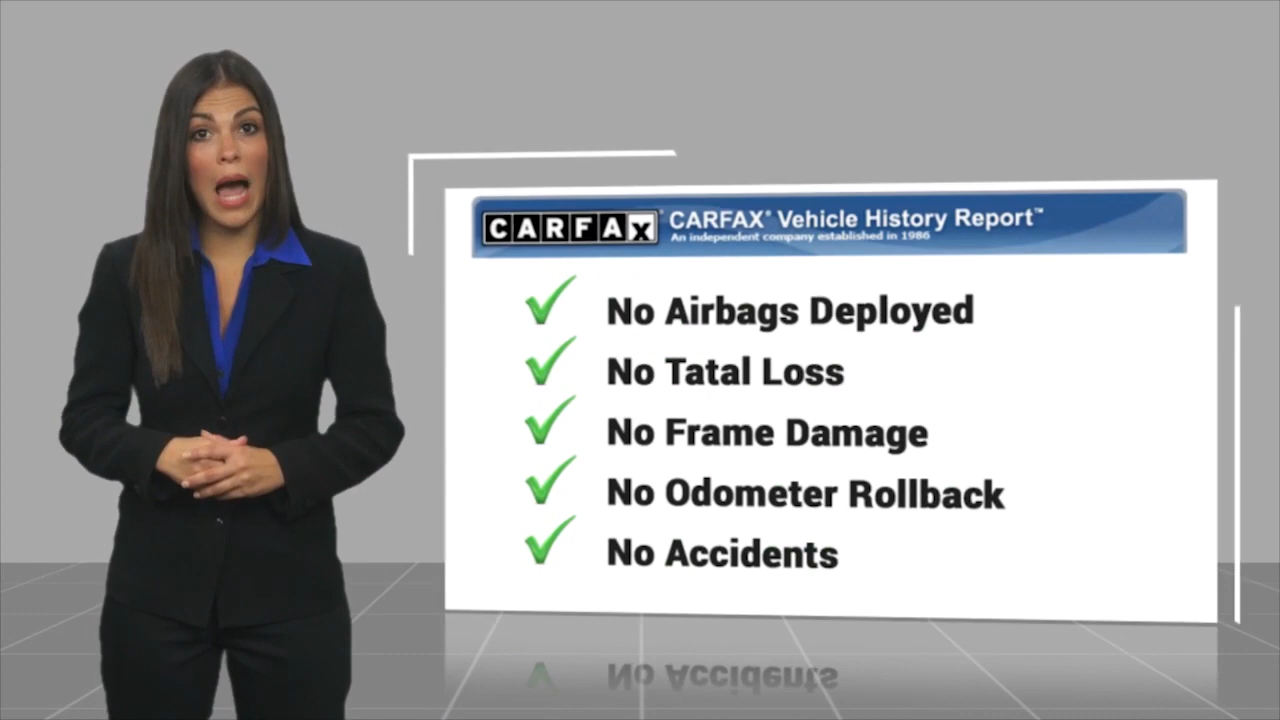 CARFAX CARFAX® Vehicle History Report™
An independent company established in 1986
No Airbags Deployed
No Tatal Loss
No Frame Damage
No Odometer Rollback
No Accidents
No Accidents